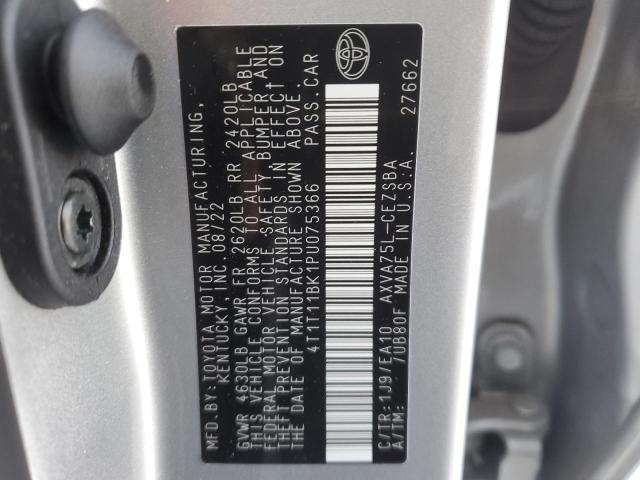 MFD.BY:TOYOTA MOTOR MANUFACTURING,
KENTUCKY, INC. 08/22
GVWR 4630LB GAWR FR 2620LB RR 2420LB
THIS VEHICLE CONFORMS TO ALL APPLICABLE
FEDERAL MOTOR VEHICLE SAFETY, BUMPER AND
THEFT PREVENTION STANDARDS IN EFFECT ON
THE DATE OF MANUFACTURE SHOWN ABOVE.
4T1T11BK1PU075366 PASS.CAR
C/TR:1J9/EA10 AXVA75L-CEZSBA
A/TM: 7UB80F MADE IN U.S.A. 27662